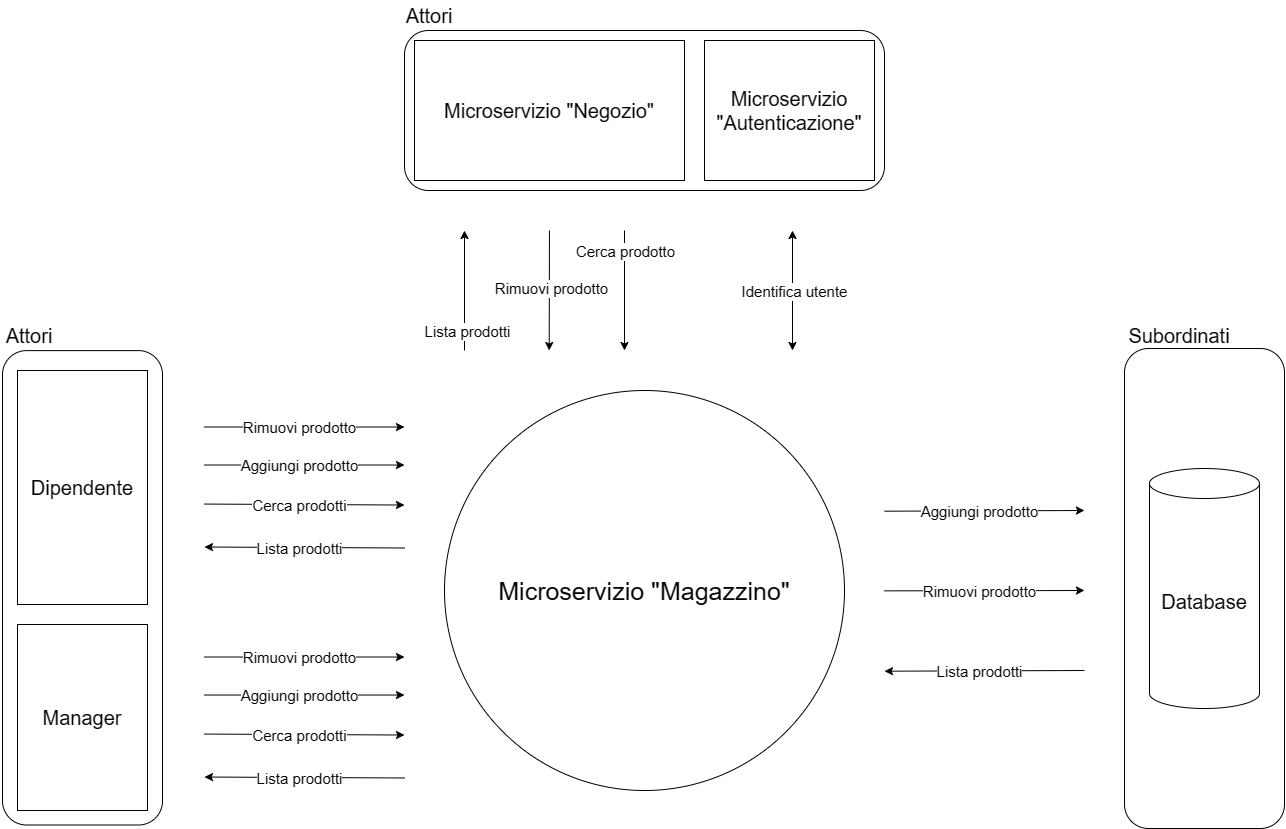 Attori
Microservizio "Negozio"
Microservizio
"Autenticazione"
Cerca prodotto
Rimuovi prodotto
Identifica utente
Lista prodotti
Attori
Subordinati
Rimuovi prodotto
Aggiungi prodotto
Dipendente
Cerca prodotti
Lista prodotti
Aggiungi prodotto
Microservizio "Magazzino"
Rimuovi prodotto
Database
Lista prodotti
Rimuovi prodotto
Aggiungi prodotto
Manager
Cerca prodotti
Lista prodotti